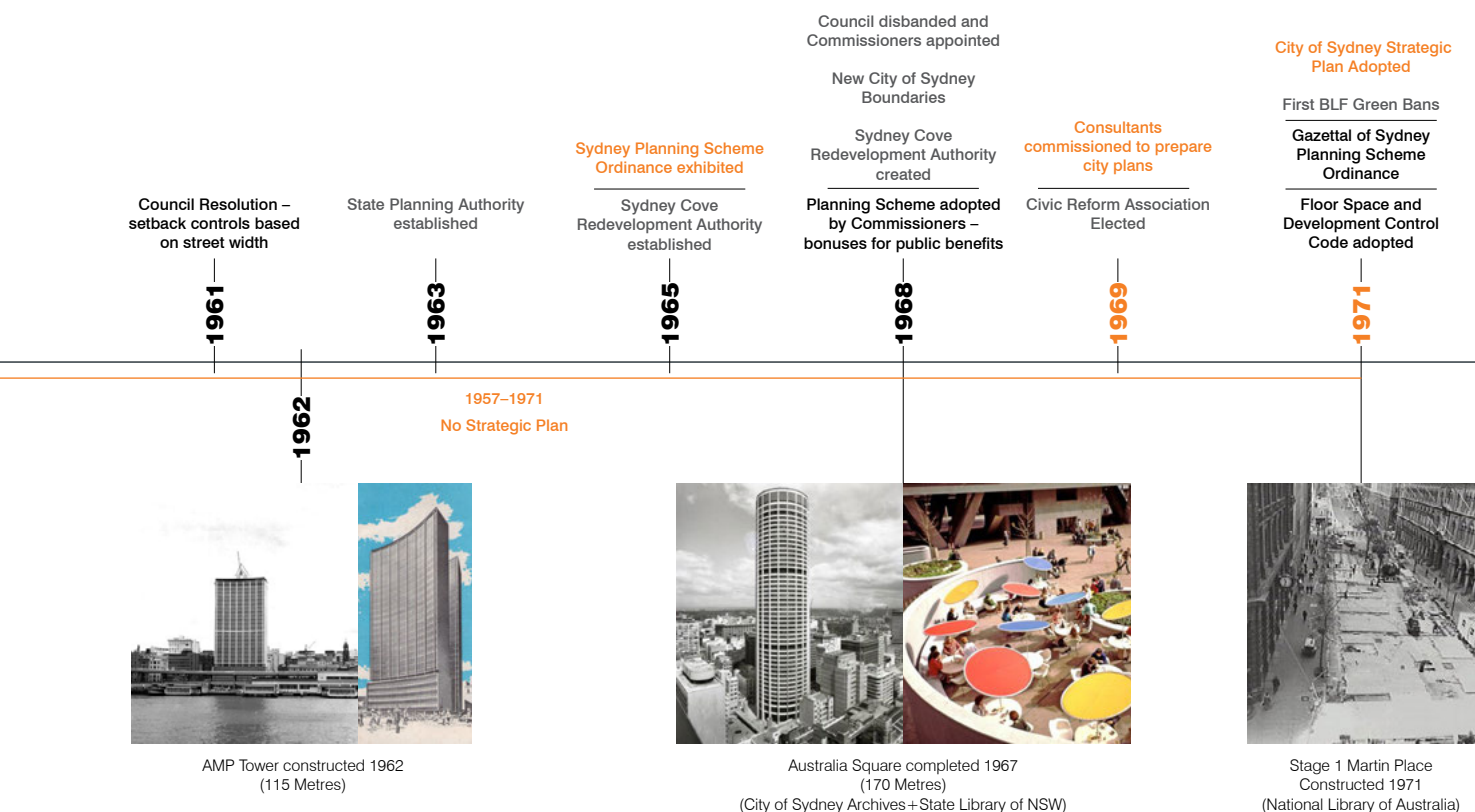 Council Resolution –
setback controls based
on street width
1961
1962
State Planning Authority
established
1963
Sydney Planning Scheme
Ordinance exhibited
Sydney Cove
Redevelopment Authority
established
1965
Council disbanded and
Commissioners appointed
New City of Sydney
Boundaries
Sydney Cove
Redevelopment Authority
created
Planning Scheme adopted
by Commissioners –
bonuses for public benefits
1968
Consultants
commissioned to prepare
city plans
Civic Reform Association
Elected
1969
City of Sydney Strategic
Plan Adopted
First BLF Green Bans
Gazettal of Sydney
Planning Scheme
Ordinance
Floor Space and
Development Control
Code adopted
1971
1957–1971
No Strategic Plan
AMP Tower constructed 1962
(115 Metres)
Australia Square completed 1967
(170 Metres)
(City of Sydney Archives+State Library of NSW)
Stage 1 Martin Place
Constructed 1971
(National Library of Australia)